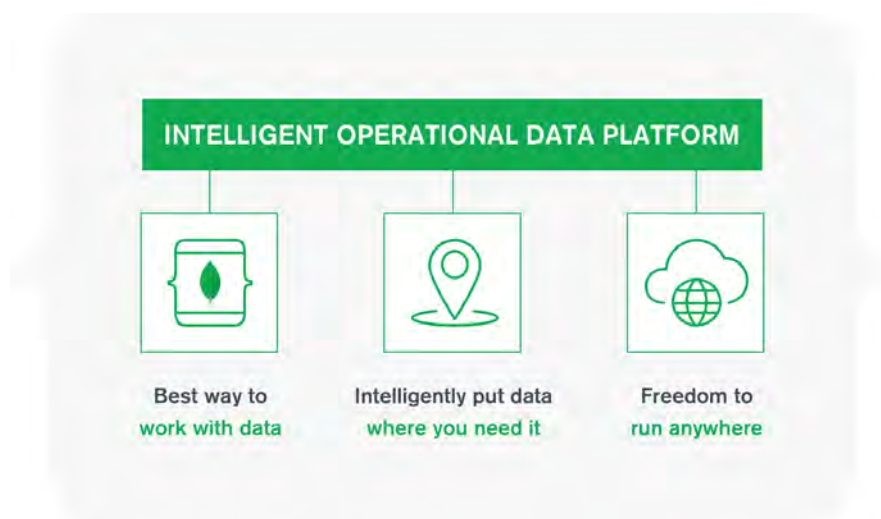 INTELLIGENT OPERATIONAL DATA PLATFORM
Best way to
work with data
Intelligently put data
where you need it
Freedom to
run anywhere